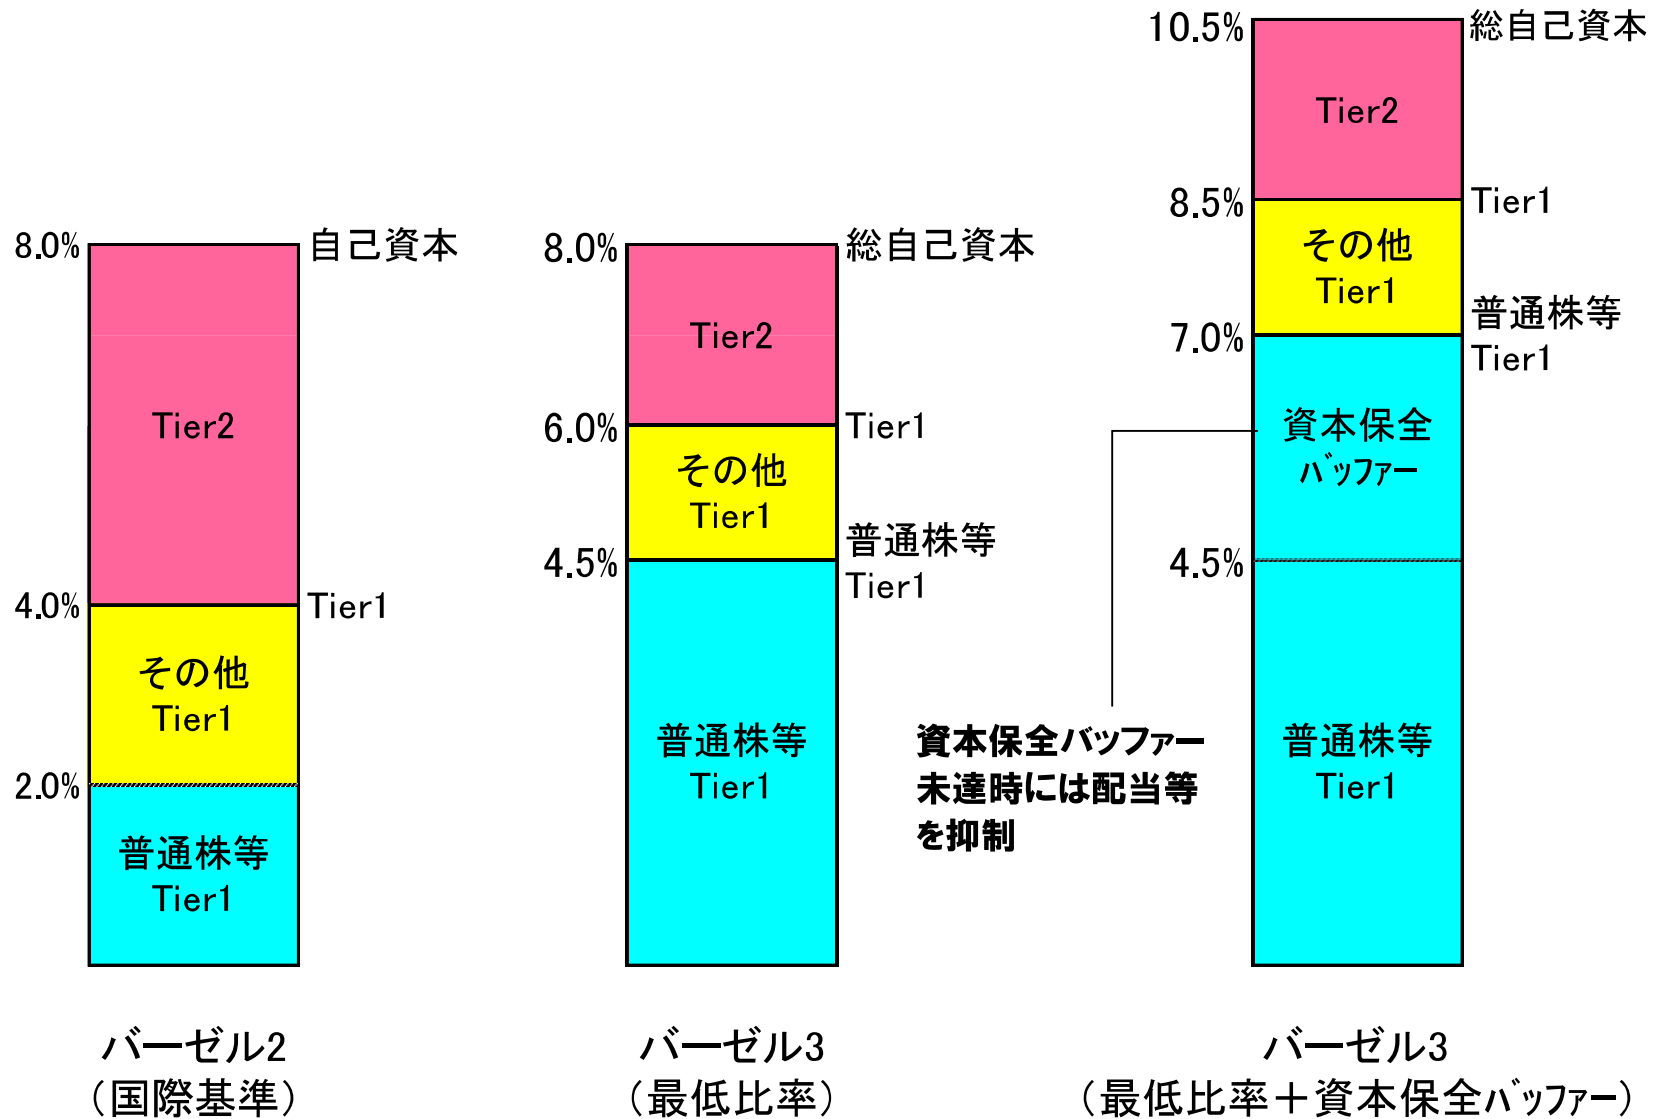 8.0%
自己資本
Tier2
4.0%
Tier1
その他
Tier1
2.0%
普通株等
Tier1
バーゼル2
（国際基準）
8.0%
総自己資本
Tier2
6.0%
Tier1
その他
Tier1
普通株等
Tier1
4.5%
普通株等
Tier1
バーゼル3
（最低比率）
10.5%
総自己資本
Tier2
8.5%
Tier1
その他
Tier1
普通株等
Tier1
7.0%
資本保全
バッファー
4.5%
資本保全バッファー
未達時には配当等
を抑制
普通株等
Tier1
バーゼル3
（最低比率＋資本保全バッファー）